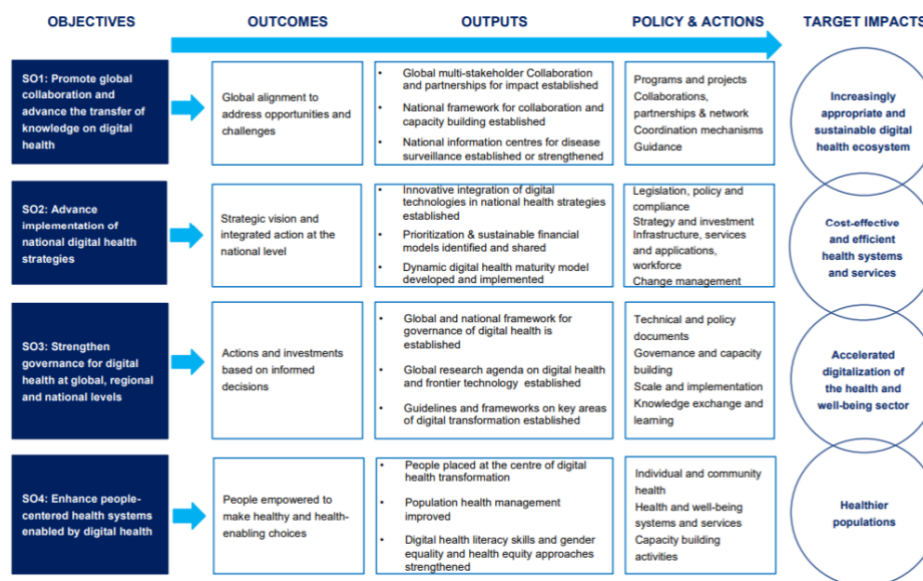 OBJECTIVES
OUTCOMES
OUTPUTS
POLICY & ACTIONS
TARGET IMPACTS
SO1: Promote global
collaboration and
advance the transfer of
knowledge on digital
health
Global alignment to
address opportunities and
challenges
• Global multi-stakeholder Collaboration
and partnerships for impact established
• National framework for collaboration and
capacity building established
• National information centres for disease
surveillance established or strengthened
Programs and projects
Collaborations,
partnerships & network
Coordination mechanisms
Guidance
Increasingly
appropriate and
sustainable digital
health ecosystem
SO2: Advance
implementation of
national digital health
strategies
Strategic vision and
integrated action at the
national level
• Innovative integration of digital
technologies in national health strategies
established
• Prioritization & sustainable financial
models identified and shared
• Dynamic digital health maturity model
developed and implemented
Legislation, policy and
compliance
Strategy and investment
Infrastructure, services
and applications,
workforce
Change management
Cost-effective
and efficient
health systems
and services
SO3: Strengthen
governance for digital
health at global, regional
and national levels
Actions and investments
based on informed
decisions
• Global and national framework for
governance of digital health is
established
• Global research agenda on digital health
and frontier technology established
• Guidelines and frameworks on key areas
of digital transformation established
Technical and policy
documents
Governance and capacity
building
Scale and implementation
Knowledge exchange and
learning
Accelerated
digitalization of
the health and
well-being sector
SO4: Enhance people-
centered health systems
enabled by digital health
People empowered to
make healthy and health-
enabling choices
• People placed at the centre of digital
health transformation
• Population health management
improved
• Digital health literacy skills and gender
equality and health equity approaches
strengthened
Individual and community
health
Health and well-being
systems and services
Capacity building
activities
Healthier
populations